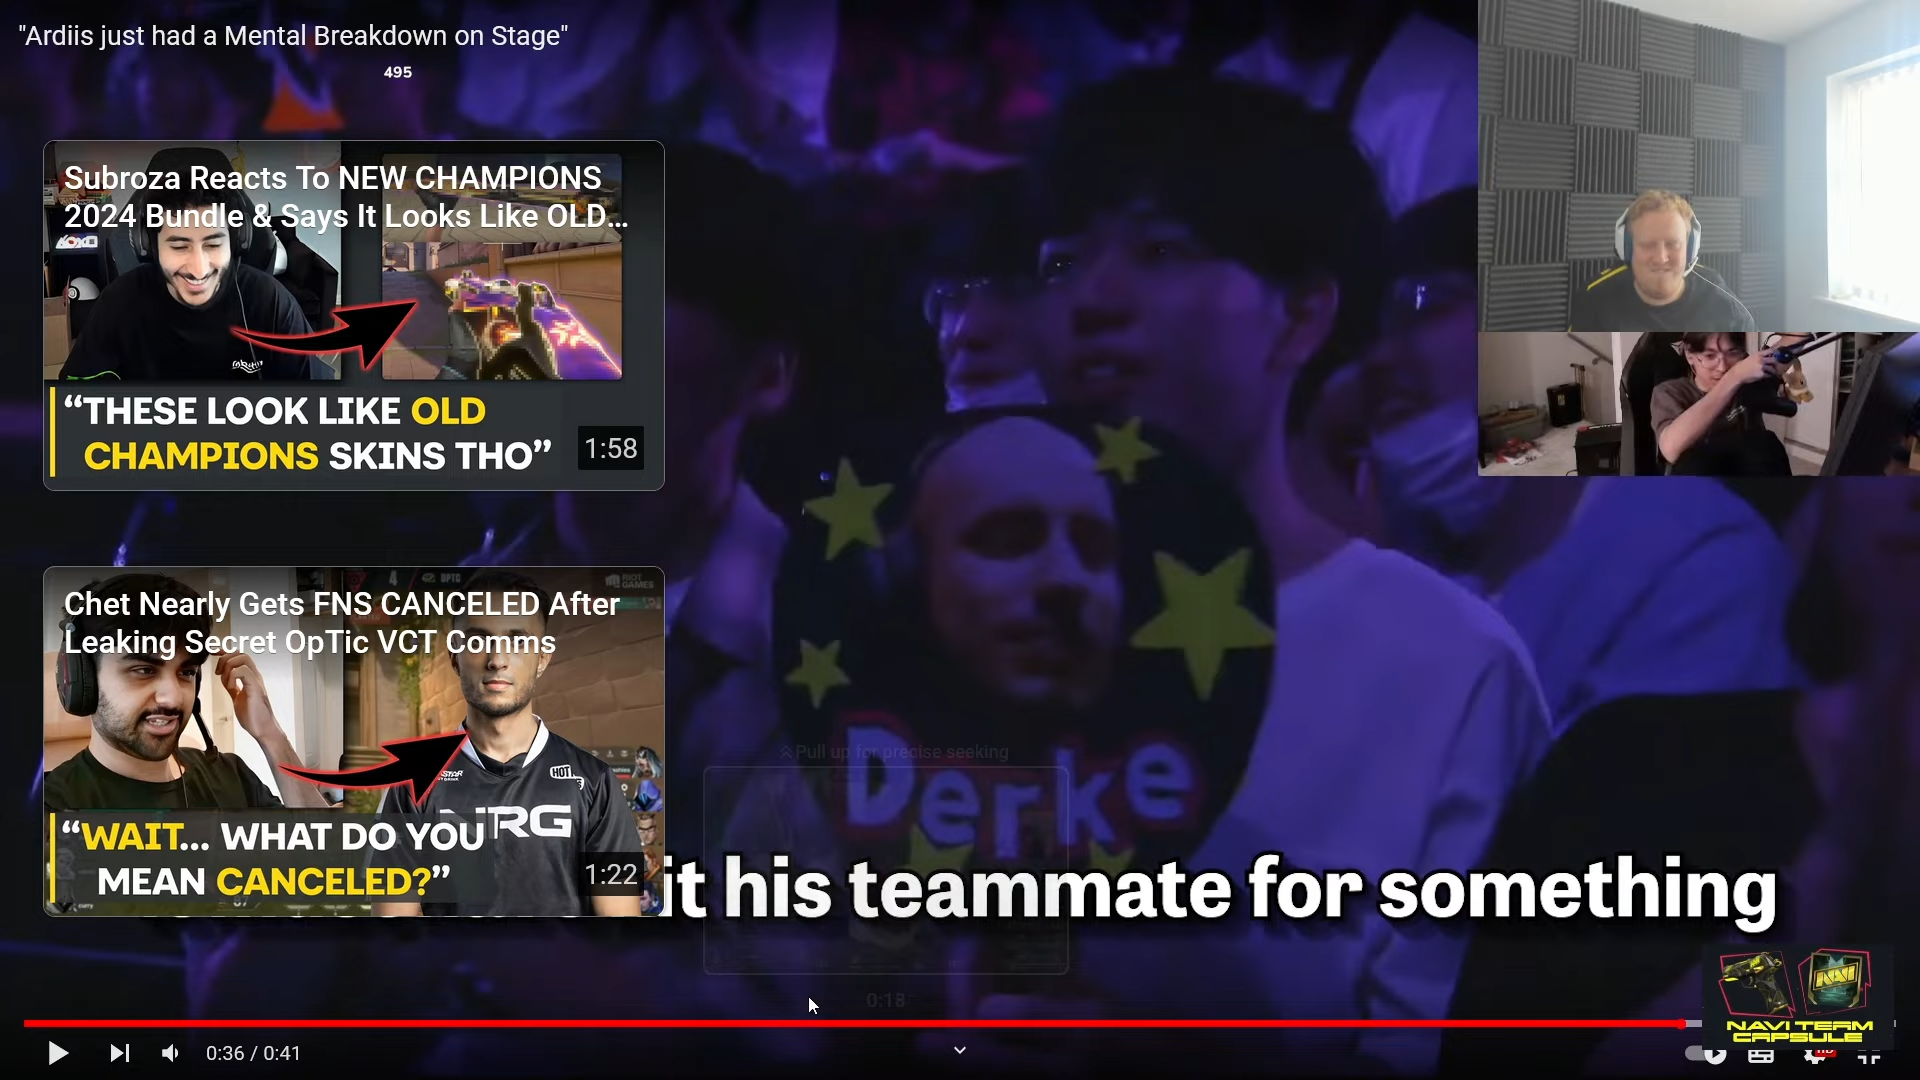 "Ardiis just had a Mental Breakdown on Stage"
495
Subroza Reacts To NEW CHAMPIONS
2024 Bundle & Says It Looks Like OLD...
“THESE LOOK LIKE OLD
CHAMPIONS SKINS THO”
1:58
Chet Nearly Gets FNS CANCELED After
Leaking Secret OpTic VCT Comms
NRG
“WAIT... WHAT DO YOU
MEAN CANCELED?”
1:22
Pull up for precise seeking
Derke
it his teammate for something
0:18
NAVI TEAM
CAPSULE
0:36 / 0:41
HD